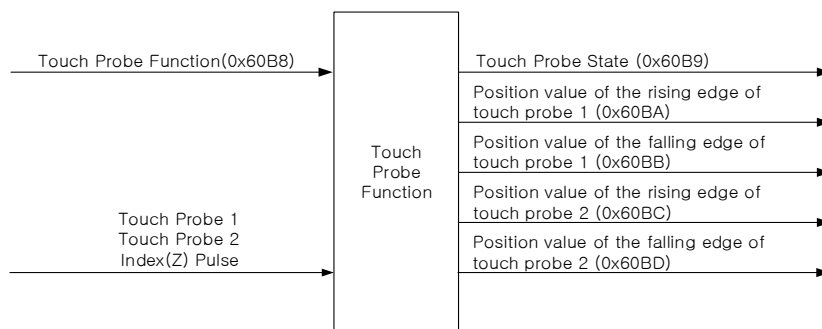 Touch Probe Function(0x60B8)
Touch Probe 1
Touch Probe 2
Index(Z) Pulse
Touch
Probe
Function
Touch Probe State (0x60B9)
Position value of the rising edge of
touch probe 1 (0x60BA)
Position value of the falling edge of
touch probe 1 (0x60BB)
Position value of the rising edge of
touch probe 2 (0x60BC)
Position value of the falling edge of
touch probe 2 (0x60BD)